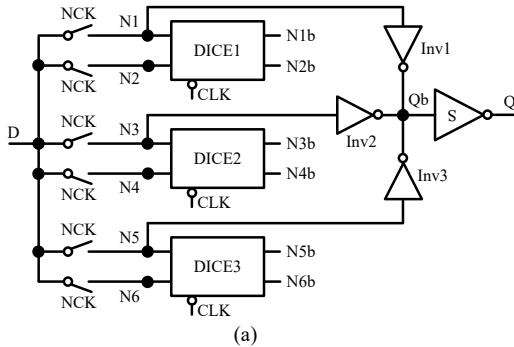 NCK N1 N1b
DICE1 Inv1
NCK N2 N2b
CLK
NCK N3 N3b
D DICE2 Inv2 Qb S Q
NCK N4 N4b
CLK Inv3
NCK N5 N5b
DICE3
NCK N6 N6b
CLK
(a)